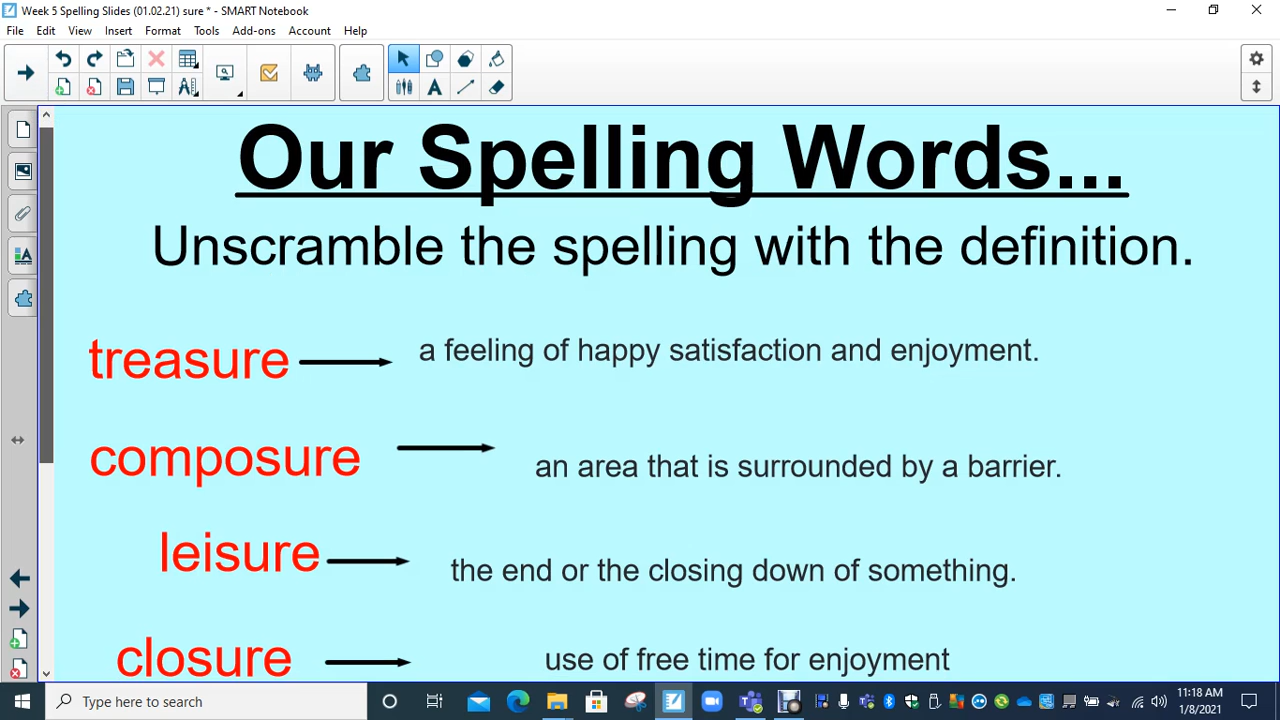 Week 5 Spelling Slides (01.02.21) sure * - SMART Notebook
File Edit View Insert Format Tools Add-ons Account Help
Our Spelling Words...
Unscramble the spelling with the definition.
treasure a feeling of happy satisfaction and enjoyment.
composure an area that is surrounded by a barrier.
leisure the end or the closing down of something.
closure use of free time for enjoyment
Type here to search
11:18 AM
1/8/2021